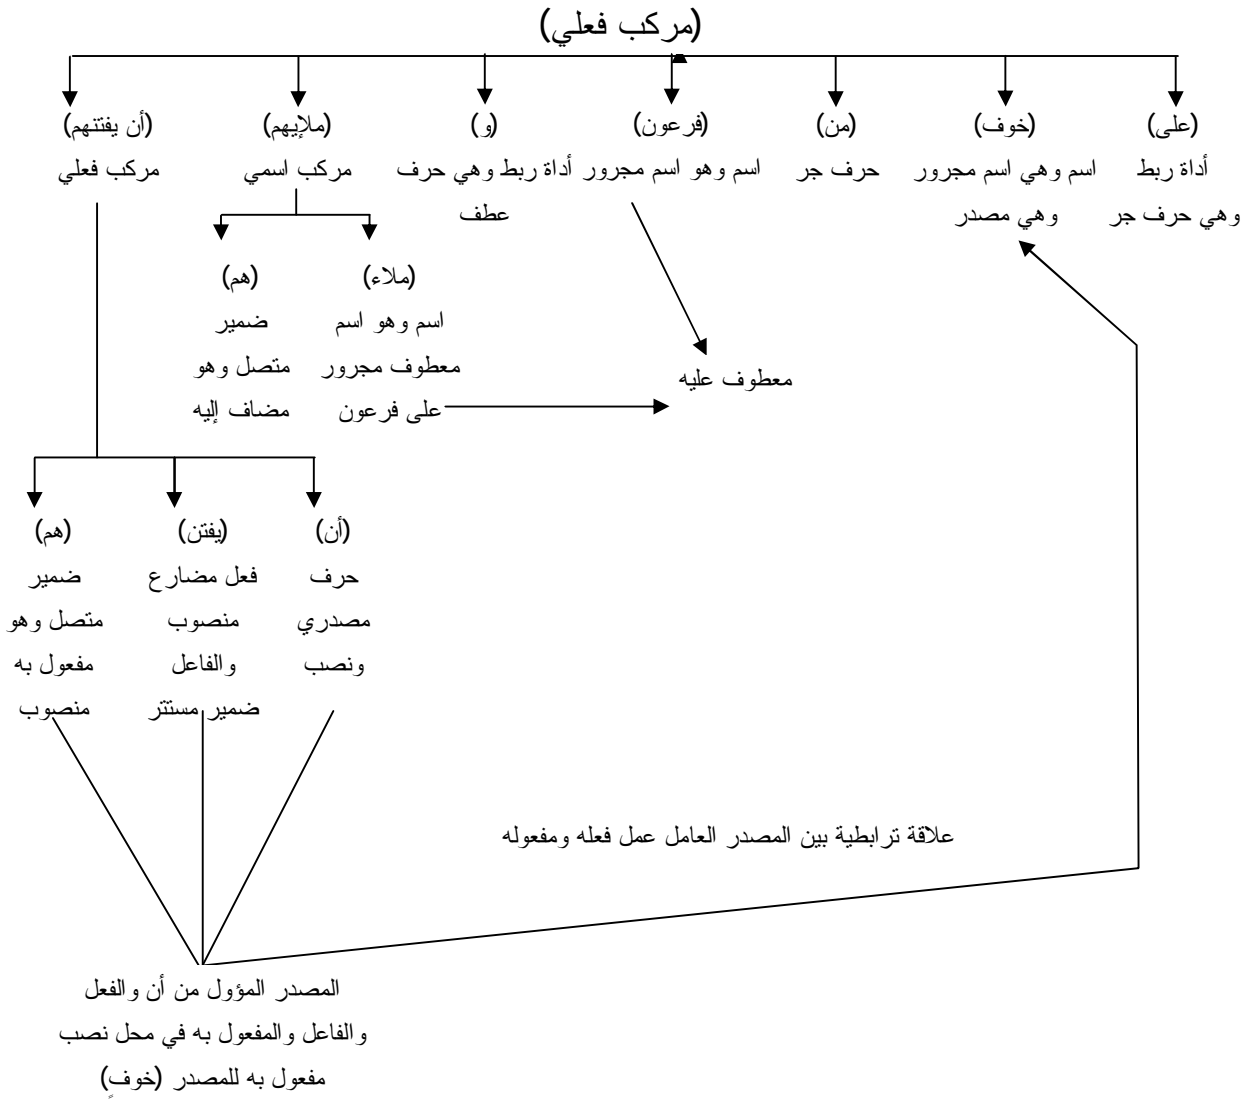 (مركب فعلي)
(على) (خوف) (من) (فرعون) (و) (ملإيهم) (أن يفتنهم)
أداة ربط اسم وهي اسم مجرور حرف جر اسم وهو اسم مجرور أداة ربط وهي حرف مركب اسمي مركب فعلي
وهي حرف جر وهي مصدر عطف
(ملاء) (هم)
اسم وهو اسم ضمير
معطوف مجرور متصل وهو
معطوف عليه
على فرعون مضاف إليه
(أن) (يفتن) (هم)
حرف فعل مضارع ضمير
مصدري منصوب متصل وهو
ونصب والفاعل مفعول به
ضمير مستتر منصوب
علاقة ترابطية بين المصدر العامل عمل فعله ومفعوله
المصدر المؤول من أن والفعل
والفاعل والمفعول به في محل نصب
مفعول به للمصدر (خوفٍ)